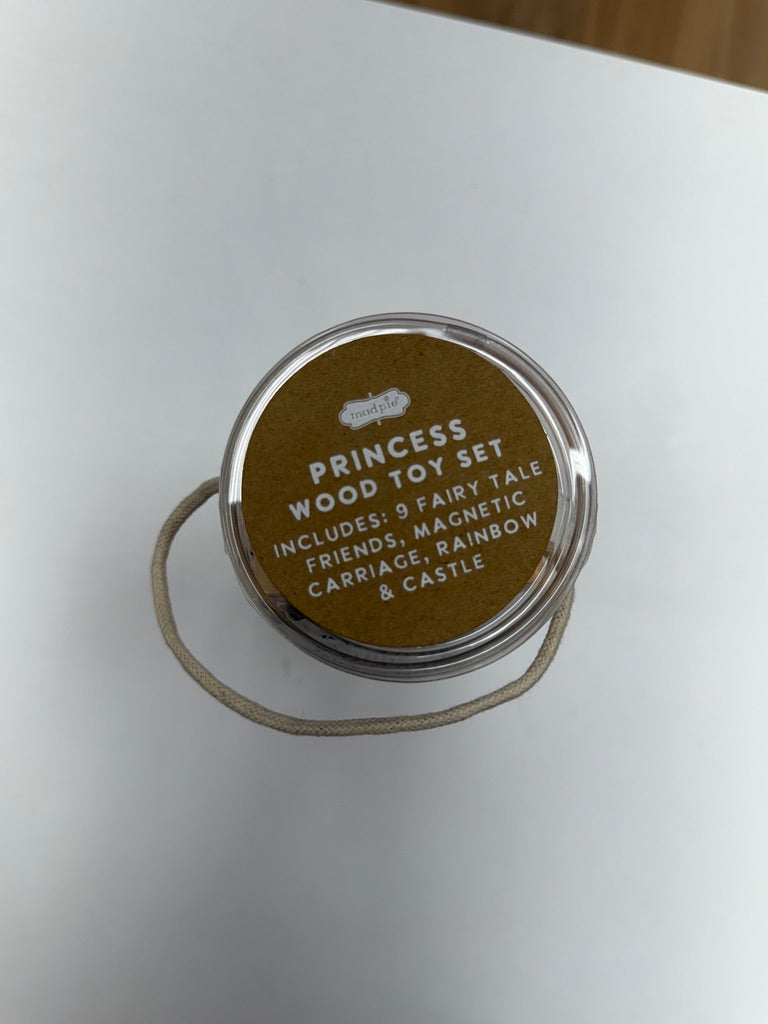 mudpie®
PRINCESS
WOOD TOY SET
INCLUDES: 9 FAIRY TALE
FRIENDS, MAGNETIC
CARRIAGE, RAINBOW
& CASTLE